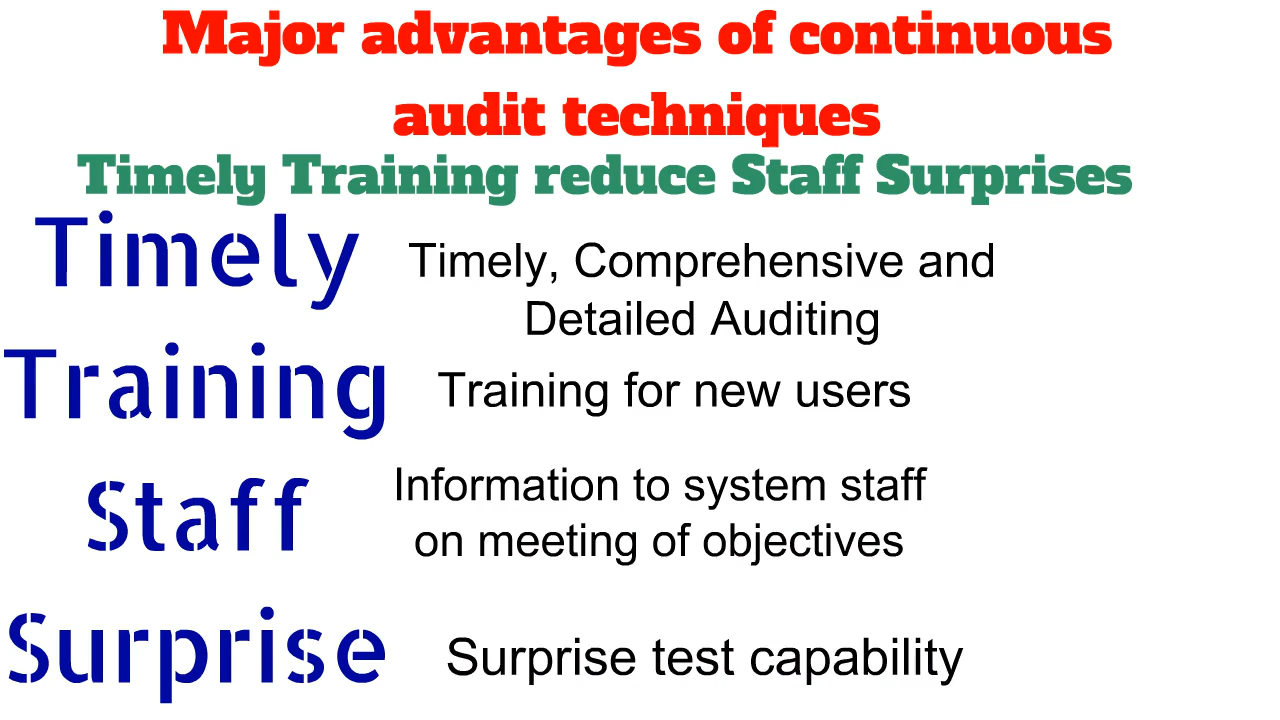 Major advantages of continuous
audit techniques
Timely Training reduce Staff Surprises
Timely
Timely, Comprehensive and
Detailed Auditing
Training
Training for new users
Staff
Information to system staff
on meeting of objectives
Surprise
Surprise test capability